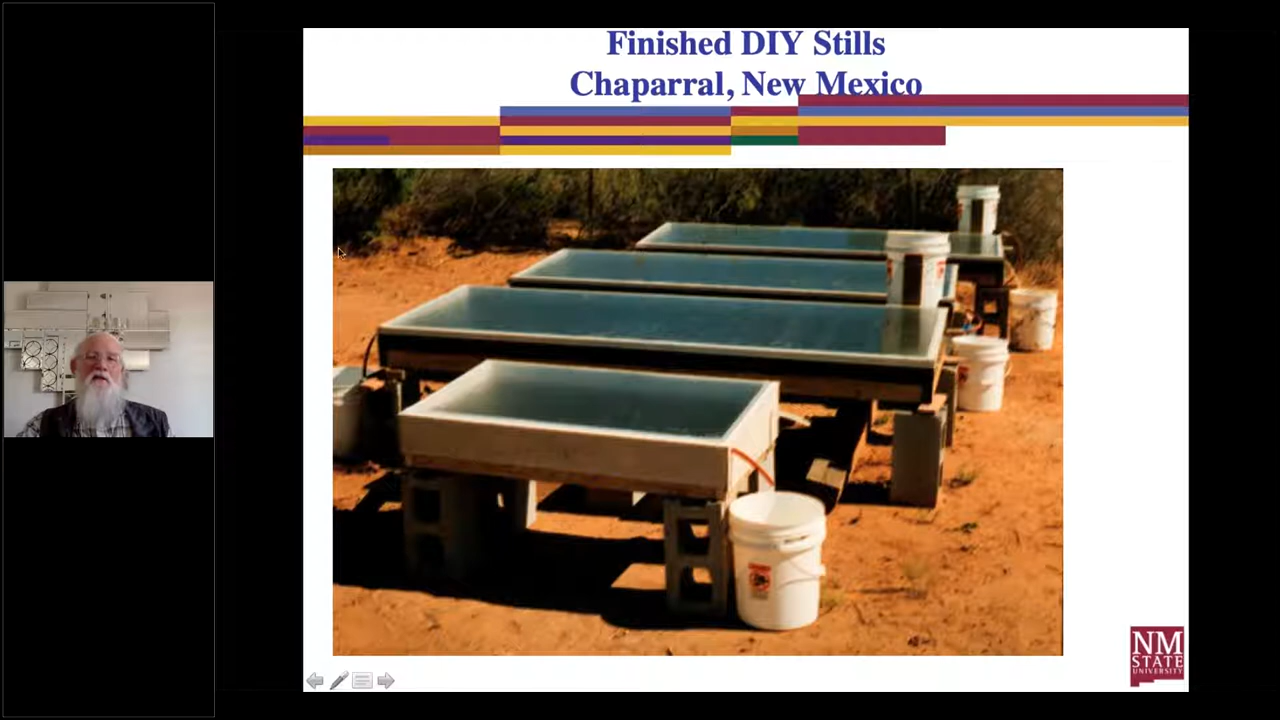 Finished DIY Stills
Chaparral, New Mexico
NM
STATE
UNIVERSITY